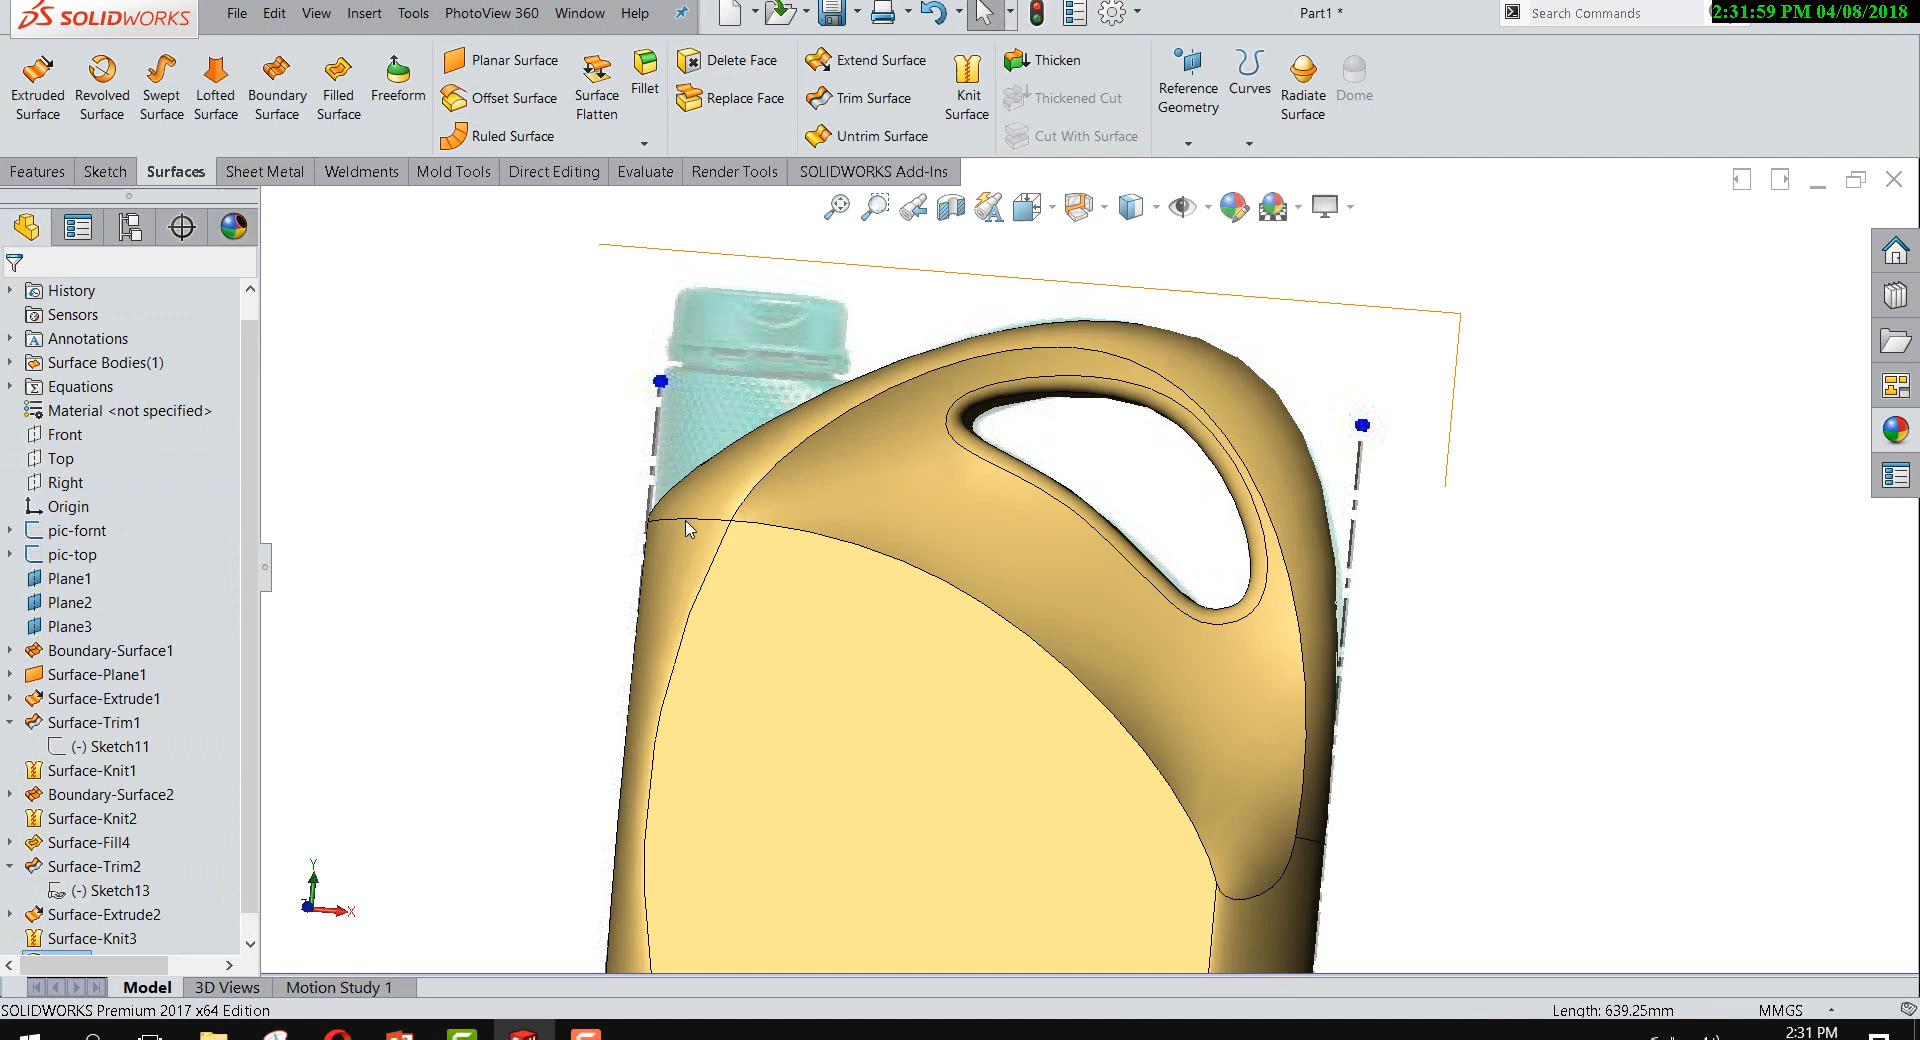 SOLIDWORKS
File Edit View Insert Tools PhotoView 360 Window Help
Part1 *
Search Commands
2:31:59 PM 04/08/2018
Extruded Surface
Revolved Surface
Swept Surface
Lofted Surface
Boundary Surface
Filled Surface
Freeform
Planar Surface
Offset Surface
Ruled Surface
Surface Flatten
Fillet
Delete Face
Replace Face
Extend Surface
Trim Surface
Untrim Surface
Knit Surface
Thicken
Thickened Cut
Cut With Surface
Reference Geometry
Curves
Radiate Surface
Dome
Features Sketch Surfaces Sheet Metal Weldments Mold Tools Direct Editing Evaluate Render Tools SOLIDWORKS Add-Ins
History
Sensors
Annotations
Surface Bodies(1)
Equations
Material <not specified>
Front
Top
Right
Origin
pic-fornt
pic-top
Plane1
Plane2
Plane3
Boundary-Surface1
Surface-Plane1
Surface-Extrude1
Surface-Trim1
(-) Sketch11
Surface-Knit1
Boundary-Surface2
Surface-Knit2
Surface-Fill4
Surface-Trim2
(-) Sketch13
Surface-Extrude2
Surface-Knit3
Y
X
Model 3D Views Motion Study 1
SOLIDWORKS Premium 2017 x64 Edition
Length: 639.25mm
MMGS
2:31 PM